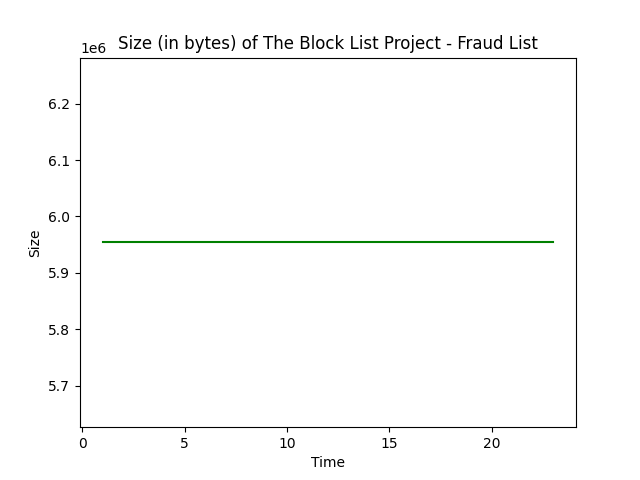 Size (in bytes) of The Block List Project - Fraud List
1e6
6.2
6.1
6.0
5.9
5.8
5.7
Size
0 5 10 15 20
Time